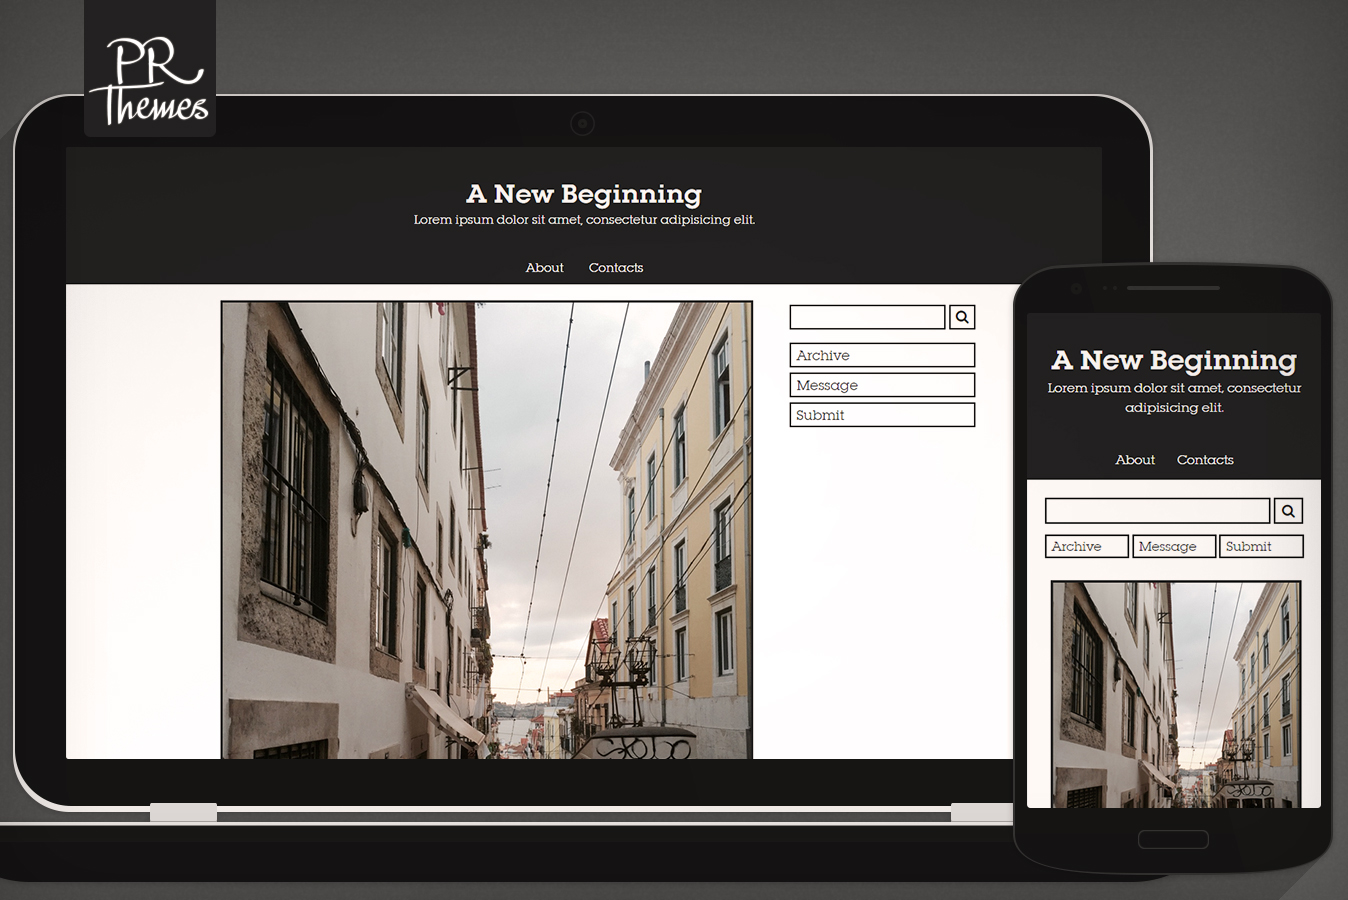 PR
Themes
A New Beginning
Lorem ipsum dolor sit amet, consectetur adipisicing elit.
About Contacts
Archive
Message
Submit
A New Beginning
Lorem ipsum dolor sit amet, consectetur
adipisicing elit.
About Contacts
Archive Message Submit